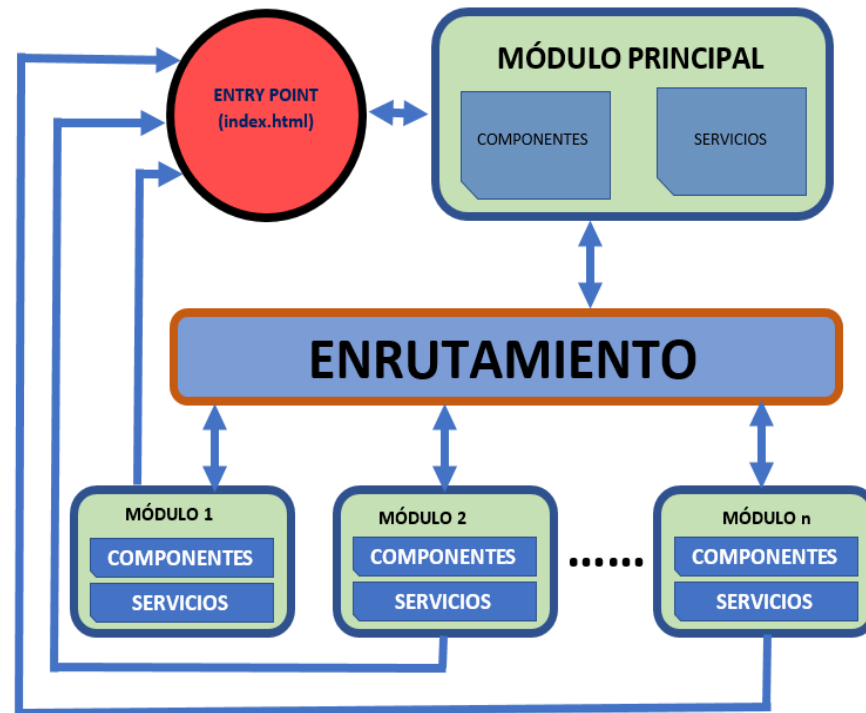 ENTRY POINT
(index.html)
MÓDULO PRINCIPAL
COMPONENTES
SERVICIOS
ENRUTAMIENTO
MÓDULO 1
COMPONENTES
SERVICIOS
MÓDULO 2
COMPONENTES
SERVICIOS
......
MÓDULO n
COMPONENTES
SERVICIOS